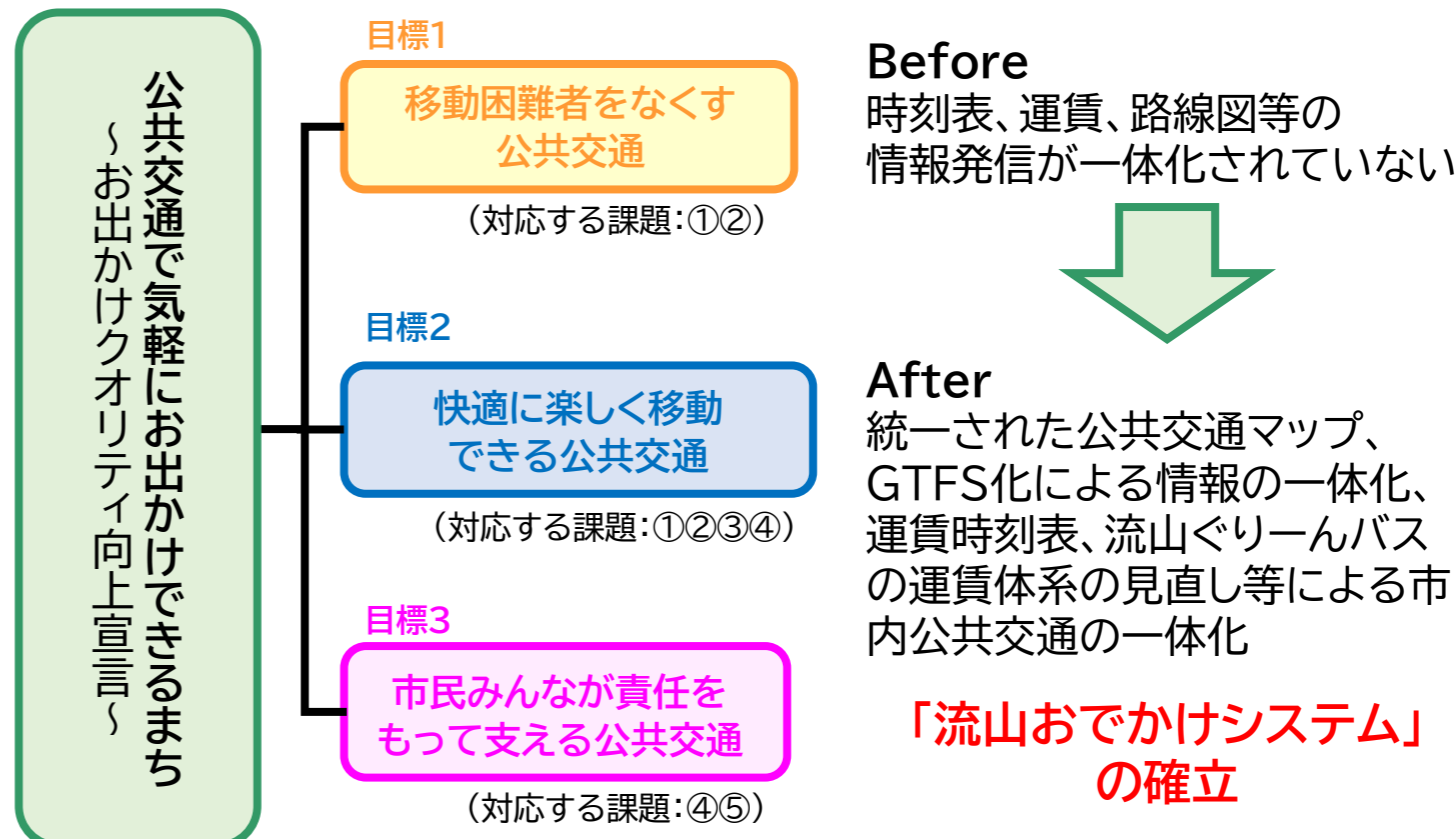 公共交通で気軽にお出かけできるまち
～お出かけクオリティ向上宣言～
目標1
移動困難者をなくす
公共交通
（対応する課題：①②）
目標2
快適に楽しく移動
できる公共交通
（対応する課題：①②③④）
目標3
市民みんなが責任を
もって支える公共交通
（対応する課題：④⑤）
Before
時刻表、運賃、路線図等の
情報発信が一体化されていない
After
統一された公共交通マップ、
GTFS化による情報の一体化、
運賃時刻表、流山ぐりーんバス
の運賃体系の見直し等による市
内公共交通の一体化
「流山おでかけシステム」
の確立